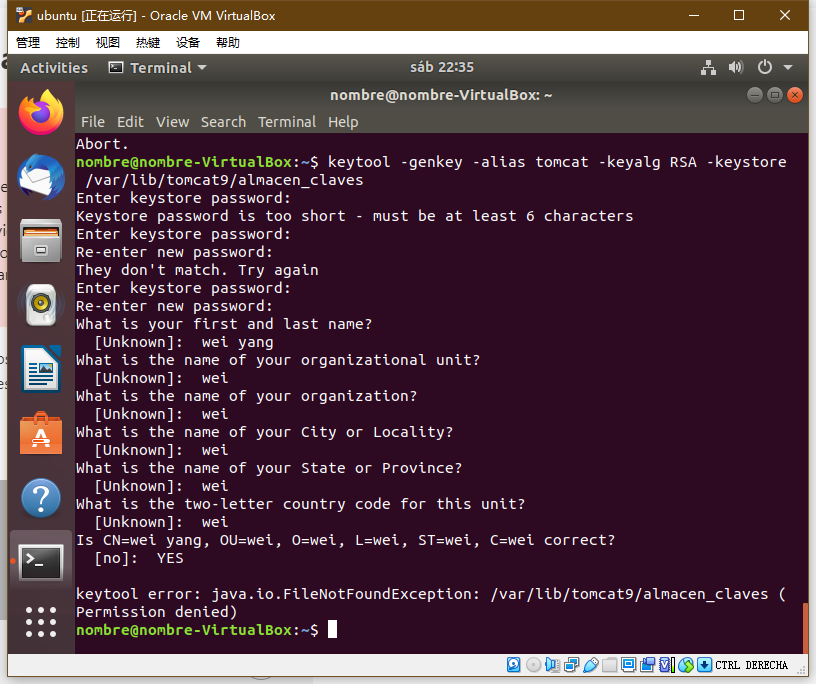 ubuntu [正在运行] - Oracle VM VirtualBox
管理 控制 视图 热键 设备 帮助
Activities Terminal sáb 22:35
nombre@nombre-VirtualBox: ~
File Edit View Search Terminal Help
Abort.
nombre@nombre-VirtualBox:~$ keytool -genkey -alias tomcat -keyalg RSA -keystore
/var/lib/tomcat9/almacen_claves
Enter keystore password:
Keystore password is too short - must be at least 6 characters
Enter keystore password:
Re-enter new password:
They don't match. Try again
Enter keystore password:
Re-enter new password:
What is your first and last name?
[Unknown]:  wei yang
What is the name of your organizational unit?
[Unknown]:  wei
What is the name of your organization?
[Unknown]:  wei
What is the name of your City or Locality?
[Unknown]:  wei
What is the name of your State or Province?
[Unknown]:  wei
What is the two-letter country code for this unit?
[Unknown]:  wei
Is CN=wei yang, OU=wei, O=wei, L=wei, ST=wei, C=wei correct?
[no]:  YES
keytool error: java.io.FileNotFoundException: /var/lib/tomcat9/almacen_claves (
Permission denied)
nombre@nombre-VirtualBox:~$
CTRL DERECHA